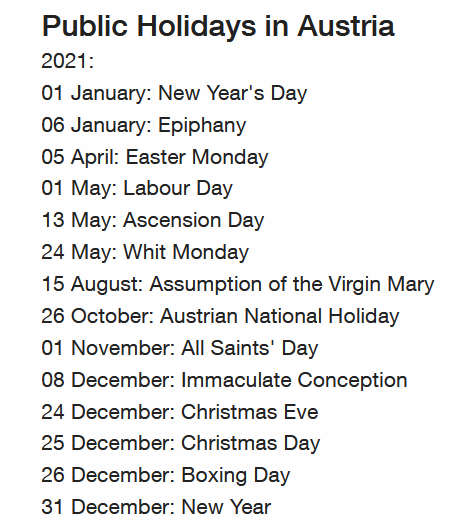 Public Holidays in Austria
2021:
01 January: New Year's Day
06 January: Epiphany
05 April: Easter Monday
01 May: Labour Day
13 May: Ascension Day
24 May: Whit Monday
15 August: Assumption of the Virgin Mary
26 October: Austrian National Holiday
01 November: All Saints' Day
08 December: Immaculate Conception
24 December: Christmas Eve
25 December: Christmas Day
26 December: Boxing Day
31 December: New Year